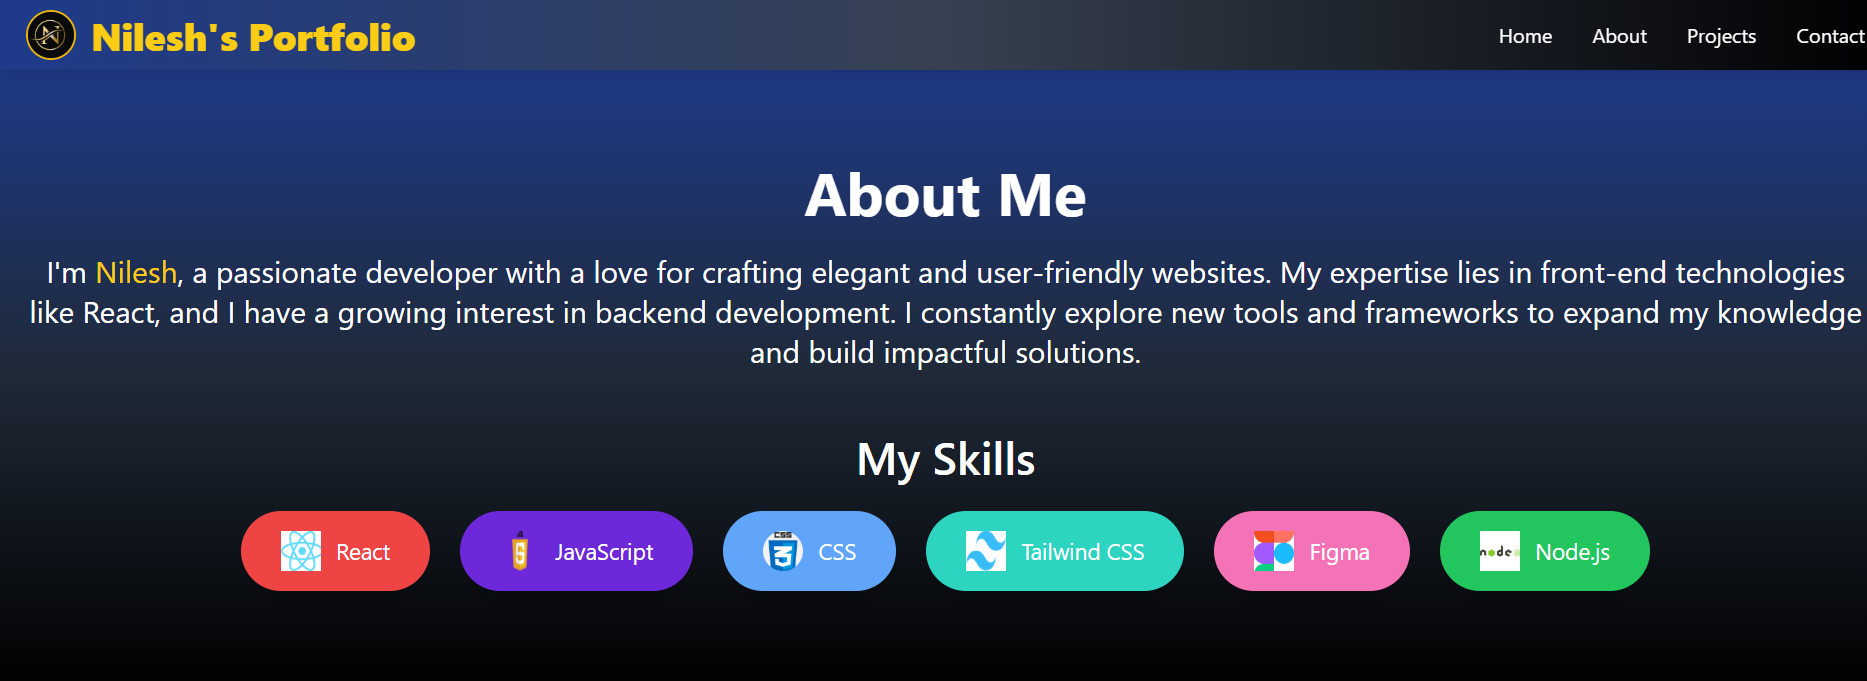 Nilesh's Portfolio
Home About Projects Contact
About Me
I'm Nilesh, a passionate developer with a love for crafting elegant and user-friendly websites. My expertise lies in front-end technologies
like React, and I have a growing interest in backend development. I constantly explore new tools and frameworks to expand my knowledge
and build impactful solutions.
My Skills
React
JavaScript
CSS
CSS
Tailwind CSS
Figma
node
Node.js